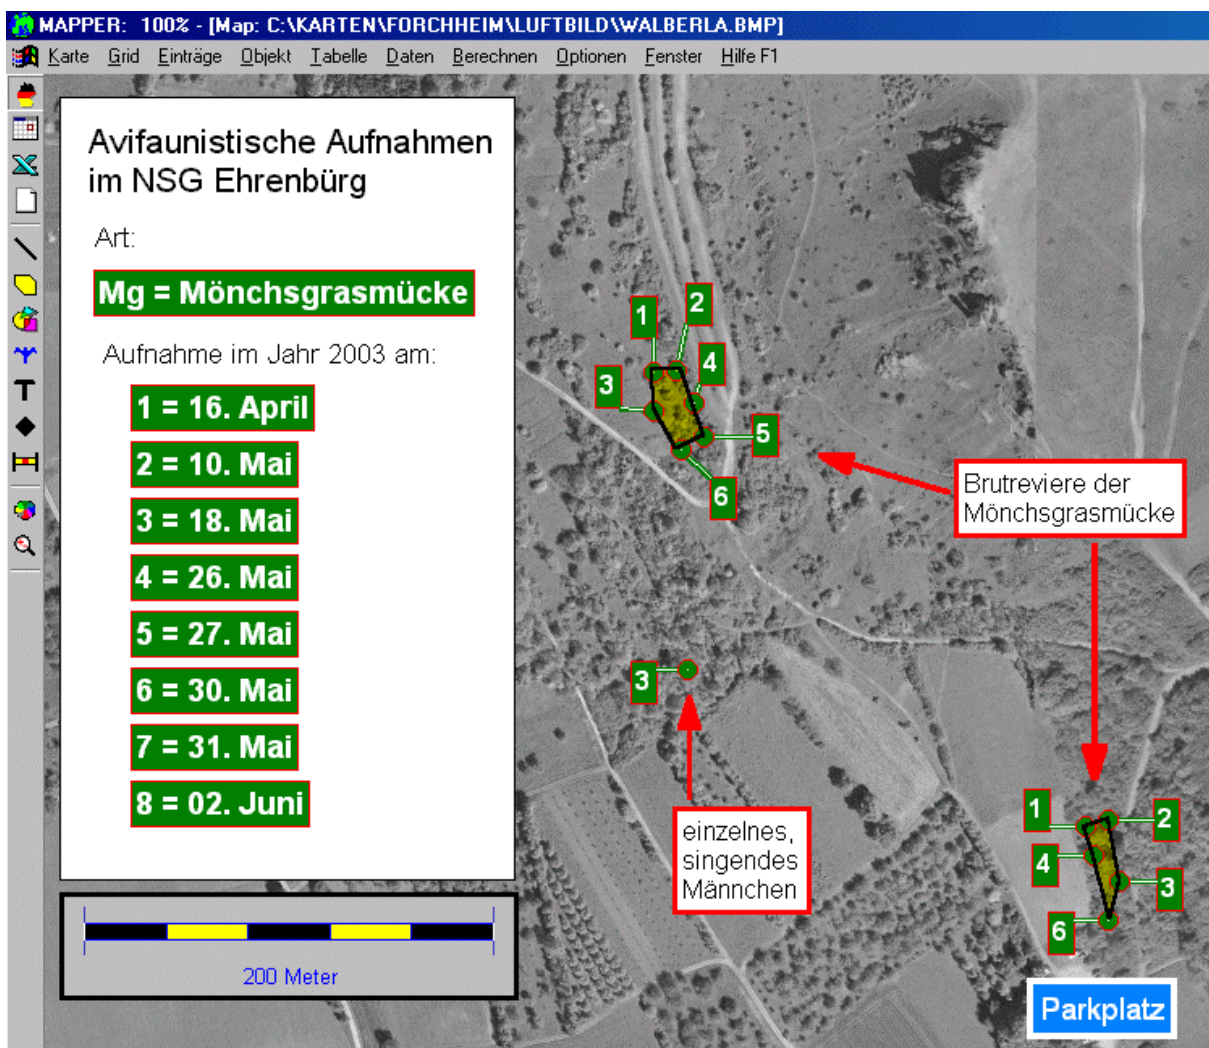 MAPPER: 100% - [Map: C:\KARTEN\FORCHHEIM\LUFTBILD\WALBERLA.BMP]
Karte Grid Einträge Objekt Tabelle Daten Berechnen Optionen Fenster Hilfe F1
Avifaunistische Aufnahmen
im NSG Ehrenbürg
Art:
Mg = Mönchsgrasmücke
Aufnahme im Jahr 2003 am:
1 = 16. April
2 = 10. Mai
3 = 18. Mai
4 = 26. Mai
5 = 27. Mai
6 = 30. Mai
7 = 31. Mai
8 = 02. Juni
200 Meter
1
2
3
4
5
6
Brutreviere der
Mönchsgrasmücke
3
einzelnes,
singendes
Männchen
1
2
4
3
6
Parkplatz